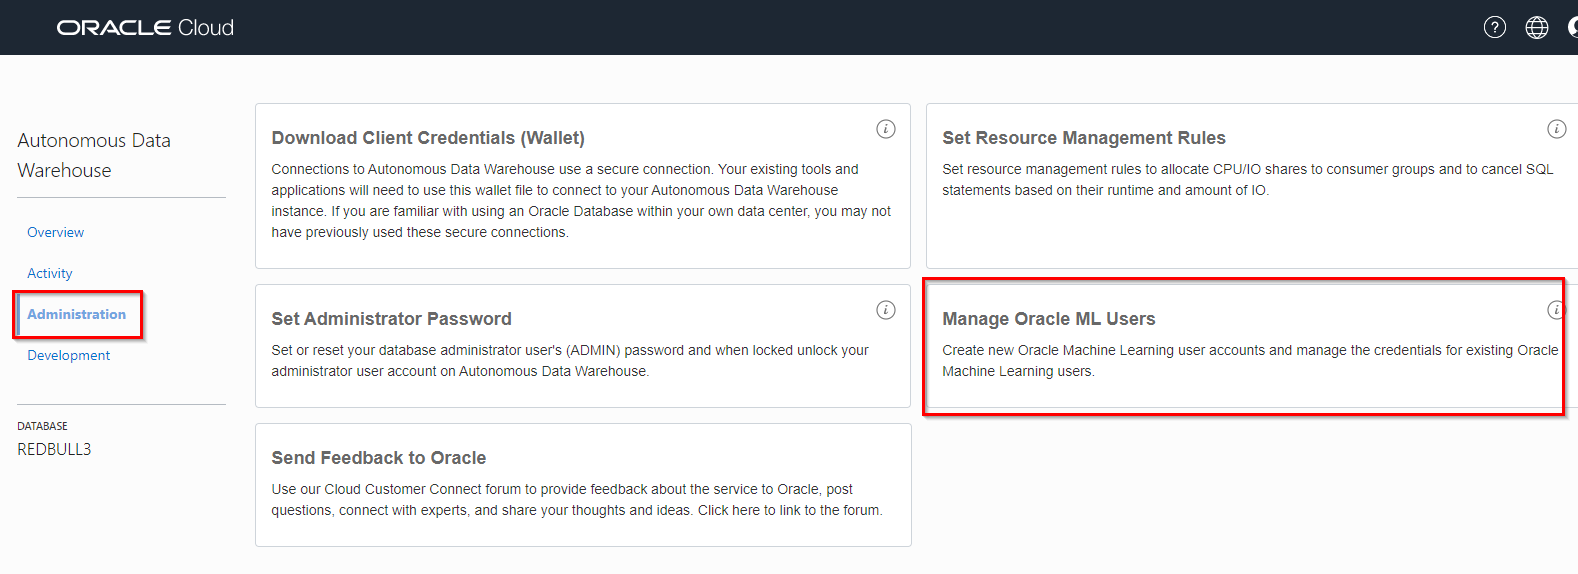 ORACLE Cloud
Autonomous Data
Warehouse
Overview
Activity
Administration
Development
DATABASE
REDBULL3
Download Client Credentials (Wallet)
Connections to Autonomous Data Warehouse use a secure connection. Your existing tools and
applications will need to use this wallet file to connect to your Autonomous Data Warehouse
instance. If you are familiar with using an Oracle Database within your own data center, you may not
have previously used these secure connections.
Set Resource Management Rules
Set resource management rules to allocate CPU/IO shares to consumer groups and to cancel SQL
statements based on their runtime and amount of IO.
Set Administrator Password
Set or reset your database administrator user's (ADMIN) password and when locked unlock your
administrator user account on Autonomous Data Warehouse.
Manage Oracle ML Users
Create new Oracle Machine Learning user accounts and manage the credentials for existing Oracle
Machine Learning users.
Send Feedback to Oracle
Use our Cloud Customer Connect forum to provide feedback about the service to Oracle, post
questions, connect with experts, and share your thoughts and ideas. Click here to link to the forum.